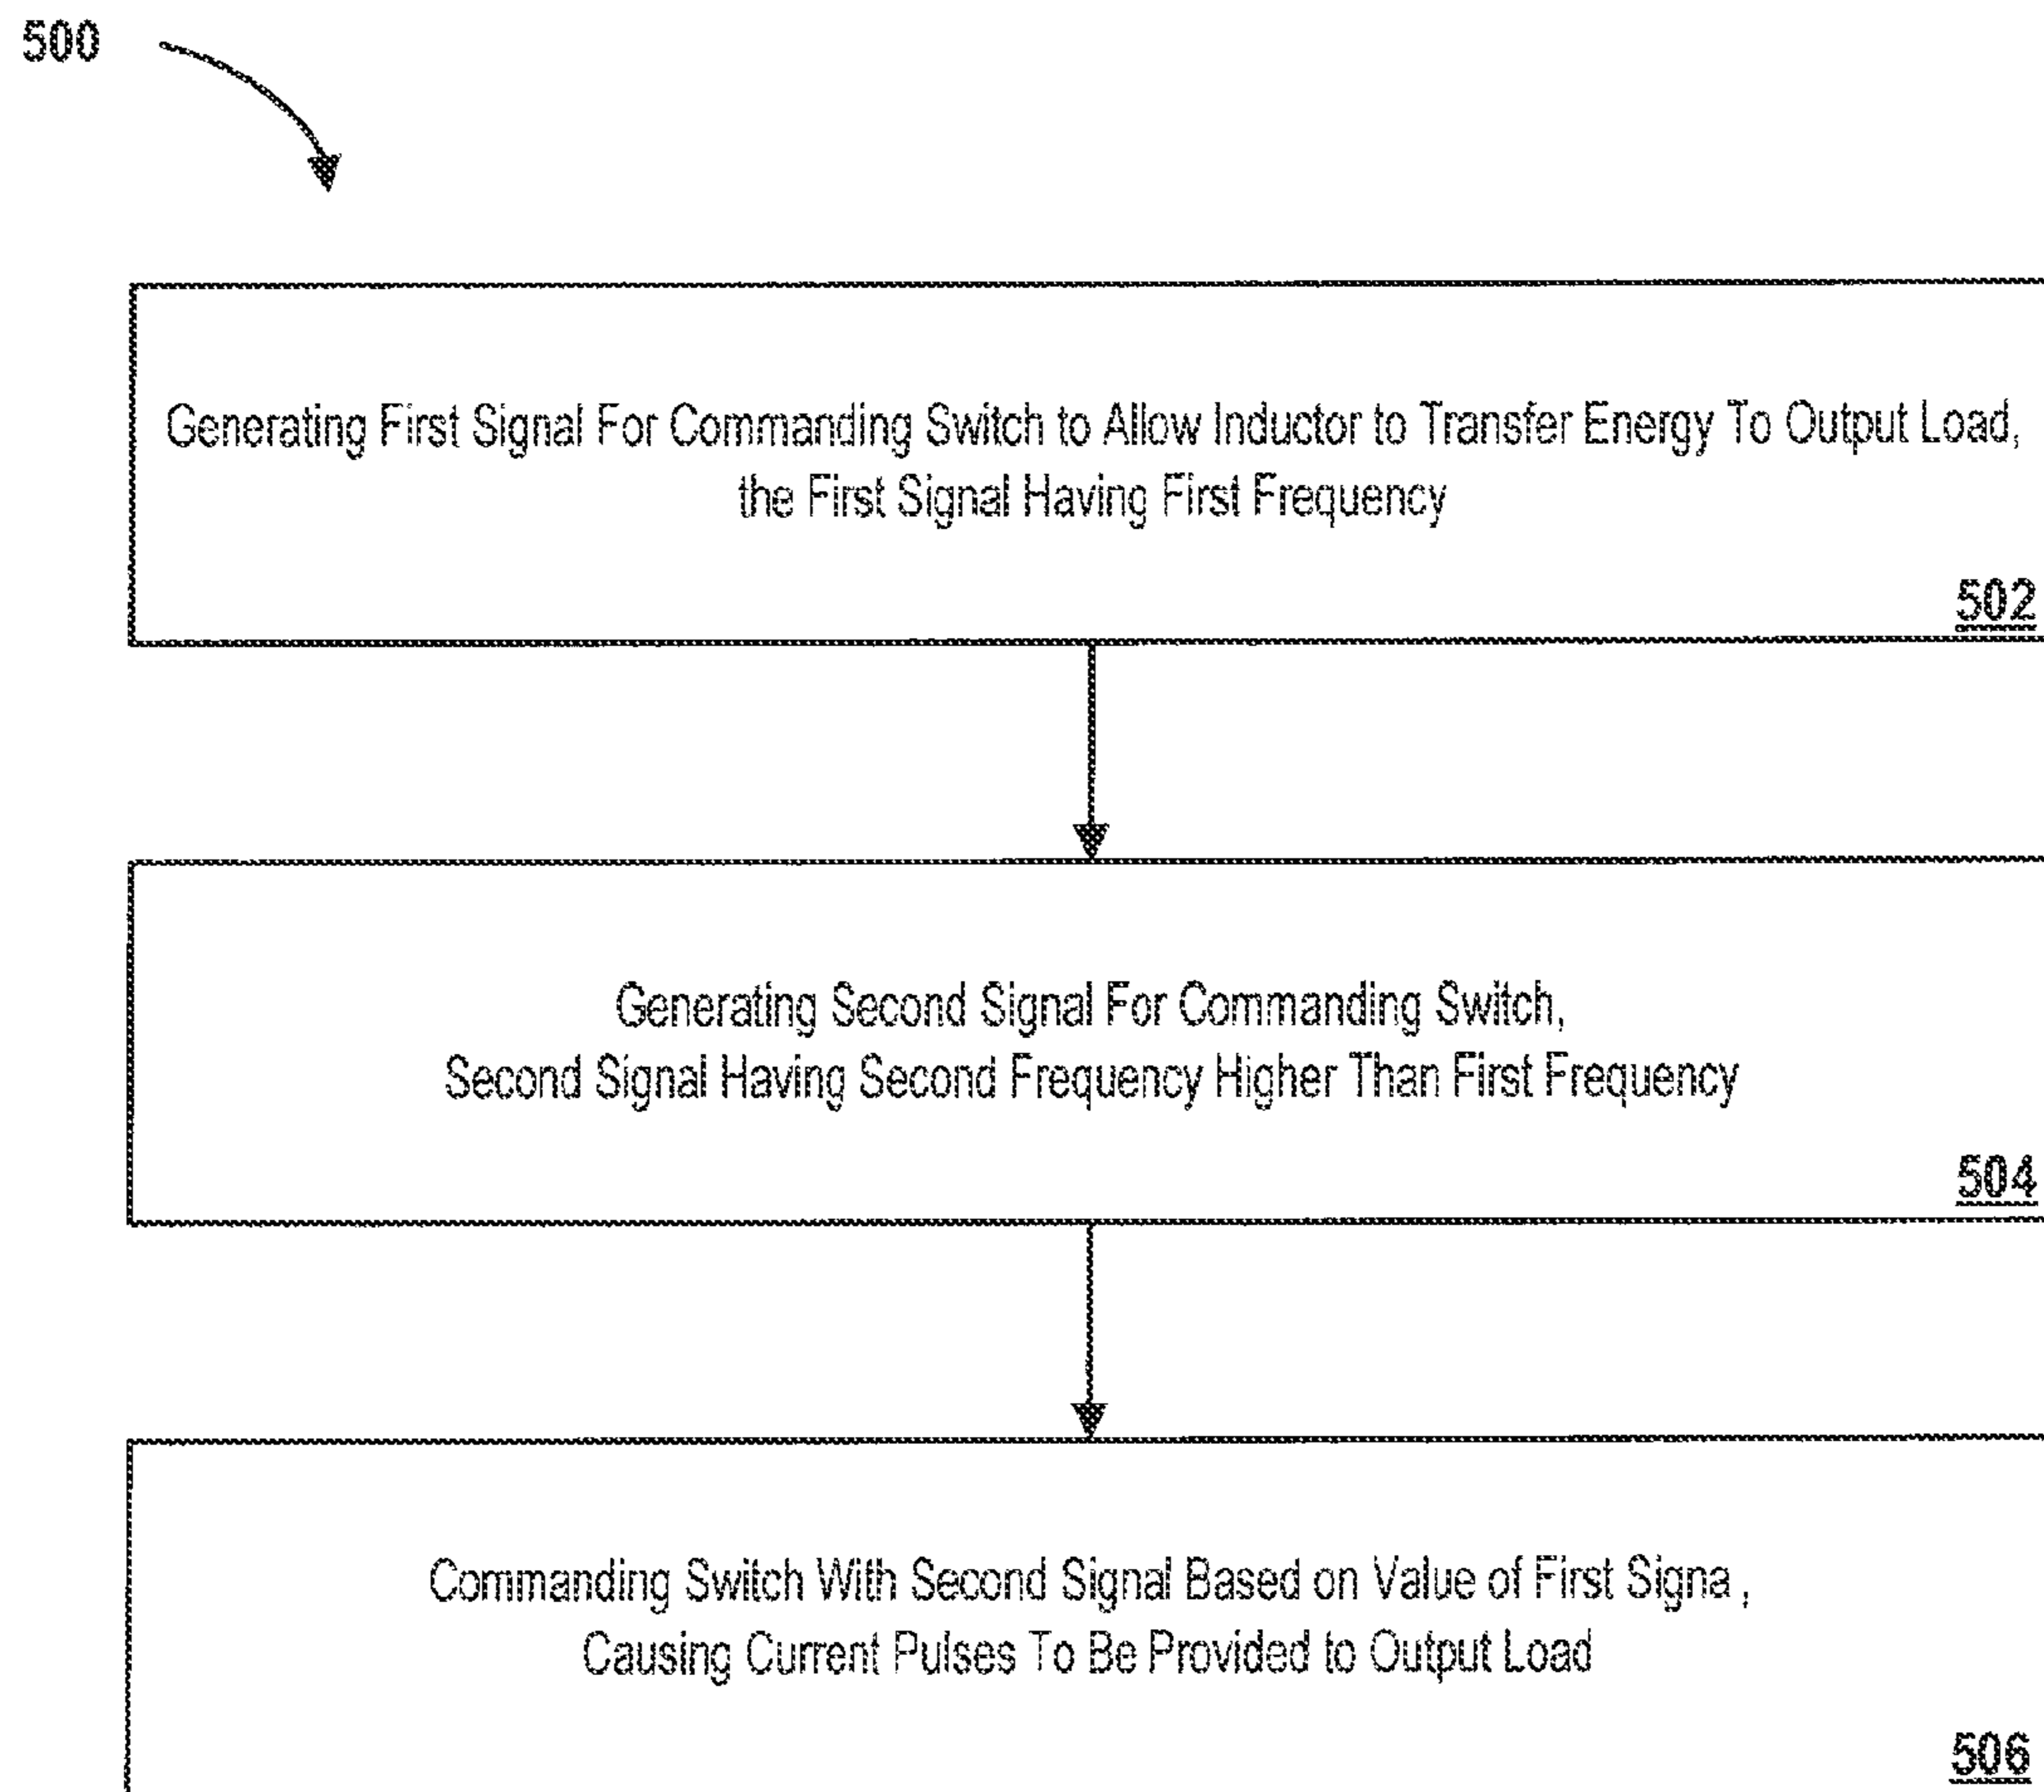 500
Generating First Signal For Commanding Switch to Allow Inductor to Transfer Energy To Output Load,
the First Signal Having First Frequency
502
Generating Second Signal For Commanding Switch,
Second Signal Having Second Frequency Higher Than First Frequency
504
Commanding Switch With Second Signal Based on Value of First Signa ,
Causing Current Pulses To Be Provided to Output Load
506